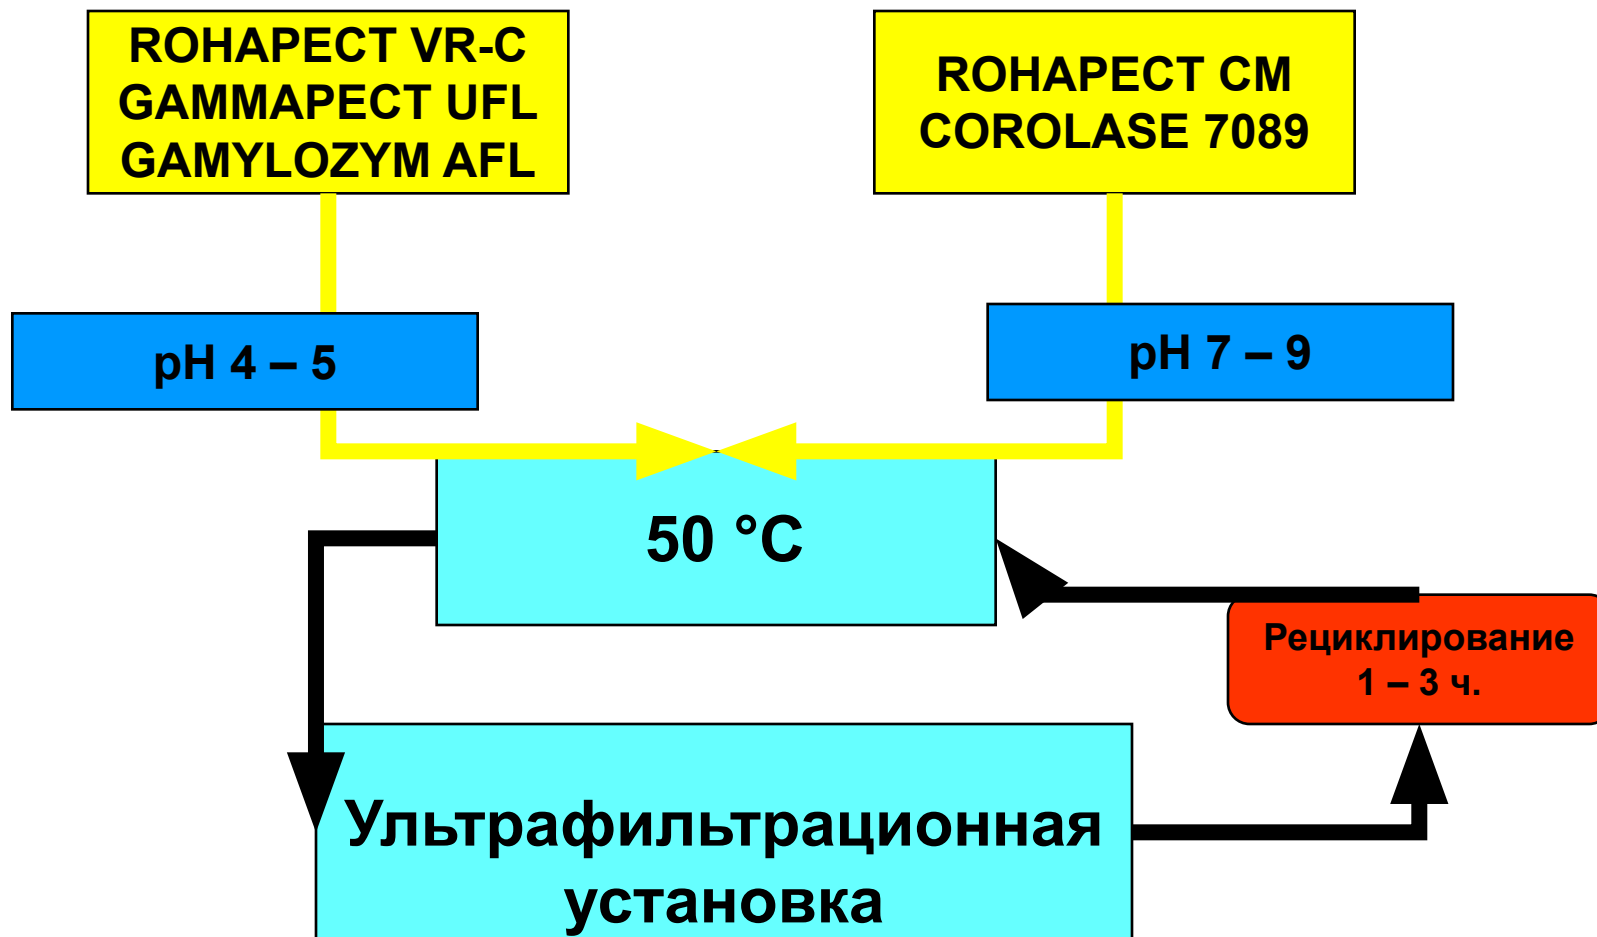 ROHAPECT VR-C
GAMMAPECT UFL
GAMYLOZYM AFL
ROHAPECT CM
COROLASE 7089
pH 4 – 5
pH 7 – 9
50 °C
Рециклирование
1 – 3 ч.
Ультрафильтрационная
установка